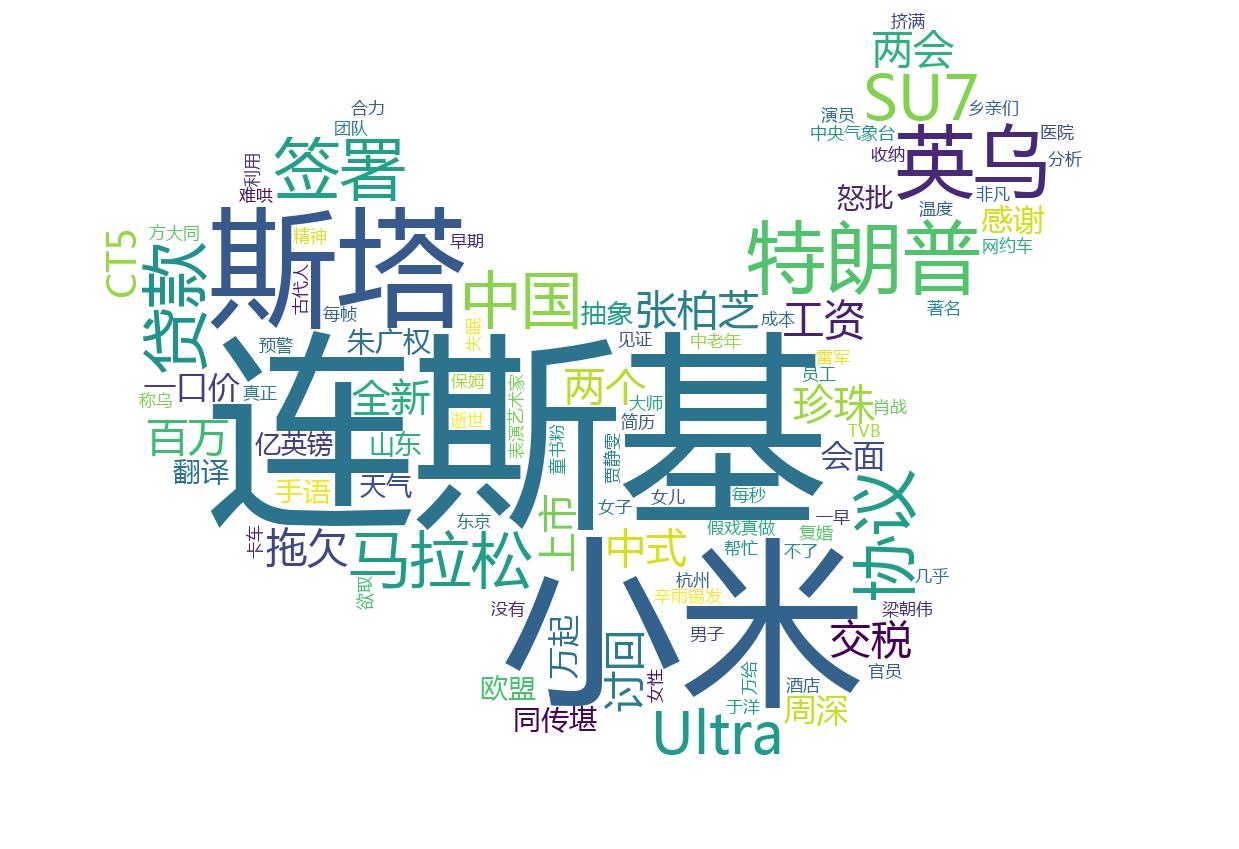 挤满
两会
SU7
乡亲们
合力
演员
团队
中央气象台
英乌
医院
签署
收纳
分析
利用
难哄
怒批
非凡
温度
感谢
斯塔
方大同
CT5
精神
早期
特朗普
网约车
贷款
古代人
中国
每帧
抽象
张柏芝
成本
工资
著名
朱广权
预警
失眠
见证
中老年
雷军
员工
连斯基
一口价
真正
称乌
全新
保姆
表演艺术家
两个
大师
珍珠
肖战
逝世
简历
TVB
百万
亿英镑
山东
童书粉
贾静雯
会面
翻译
手语
天气
女子
女儿
每秒
上市
东京
一早
协议
卡车
拖欠
马拉松
中式
假戏真做
复婚
帮忙
不了
欲取
小米
杭州
几乎
辛雨锡发
没有
梁朝伟
万起
讨回
男子
交税
欧盟
女性
万给
酒店
官员
同传堪
于洋
周深
Ultra